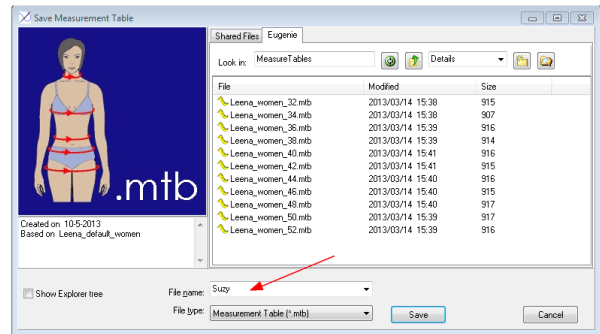 Save Measurement Table
Shared Files Eugenie
Look in: MeasureTables Details
File Modified Size
Leena_women_32.mtb 2013/03/14 15:38 915
Leena_women_34.mtb 2013/03/14 15:38 907
Leena_women_36.mtb 2013/03/14 15:39 916
Leena_women_38.mtb 2013/03/14 15:39 914
Leena_women_40.mtb 2013/03/14 15:41 916
Leena_women_42.mtb 2013/03/14 15:41 915
Leena_women_44.mtb 2013/03/14 15:40 916
Leena_women_46.mtb 2013/03/14 15:40 915
Leena_women_48.mtb 2013/03/14 15:40 917
Leena_women_50.mtb 2013/03/14 15:39 917
Leena_women_52.mtb 2013/03/14 15:39 916
.mtb
Created on 10-5-2013
Based on Leena_default_women
Show Explorer tree
File name: Suzy
File type: Measurement Table (*.mtb)
Save Cancel